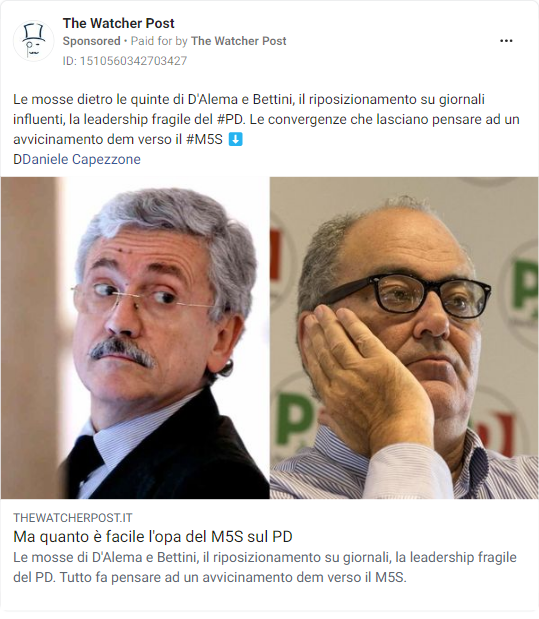 The Watcher Post
Sponsored • Paid for by The Watcher Post
ID: 1510560342703427
Le mosse dietro le quinte di D'Alema e Bettini, il riposizionamento su giornali
influenti, la leadership fragile del #PD. Le convergenze che lasciano pensare ad un
avvicinamento dem verso il #M5S ⬇️
DDaniele Capezzone
P
P
THEWATCHERPOST.IT
Ma quanto è facile l'opa del M5S sul PD
Le mosse di D'Alema e Bettini, il riposizionamento su giornali, la leadership fragile
del PD. Tutto fa pensare ad un avvicinamento dem verso il M5S.